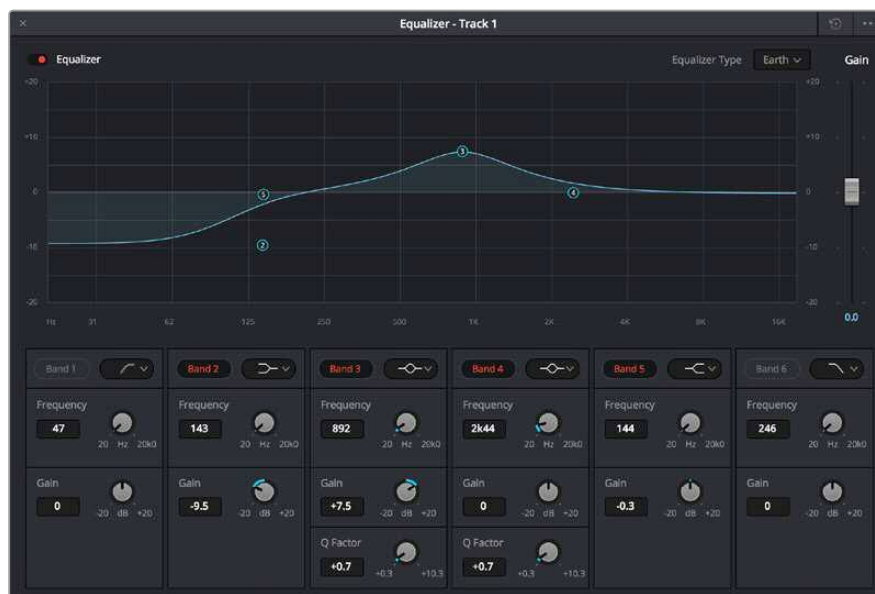 Equalizer - Track 1
Equalizer
Equalizer Type Earth Gain
+20 +20
+10 +10
0 0
-10 -10
-20 -20
5
2
3
4
Hz 31 62 125 250 500 1K 2K 4K 8K 16K
0.0
Band 1 Band 2 Band 3 Band 4 Band 5 Band 6
Frequency Frequency Frequency Frequency Frequency Frequency
47 143 892 2k44 144 246
20 Hz 20k0 20 Hz 20k0 20 Hz 20k0 20 Hz 20k0 20 Hz 20k0 20 Hz 20k0
Gain Gain Gain Gain Gain Gain
0 -9.5 +7.5 0 -0.3 0
-20 dB +20 -20 dB +20 -20 dB +20 -20 dB +20 -20 dB +20 -20 dB +20
Q Factor Q Factor
+0.7 +0.7
+0.3 +10.3 +0.3 +10.3